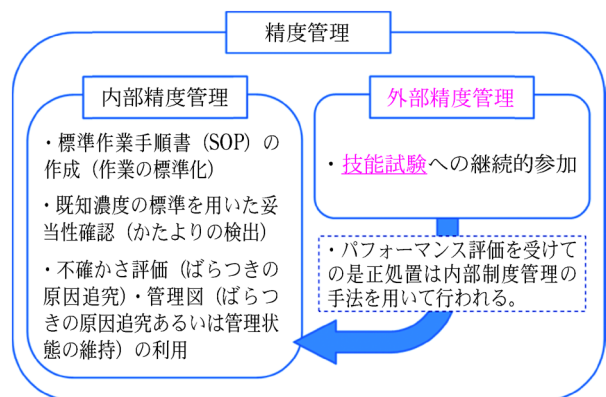 精度管理
内部精度管理
・標準作業手順書（SOP）の
作成（作業の標準化）
・既知濃度の標準を用いた妥
当性確認（かたよりの検出）
・不確かさ評価（ばらつきの
原因追究）・管理図（ばらつ
きの原因追究あるいは管理状
態の維持）の利用
外部精度管理
・技能試験への継続的参加
・パフォーマンス評価を受けて
の是正処置は内部制度管理の
手法を用いて行われる。